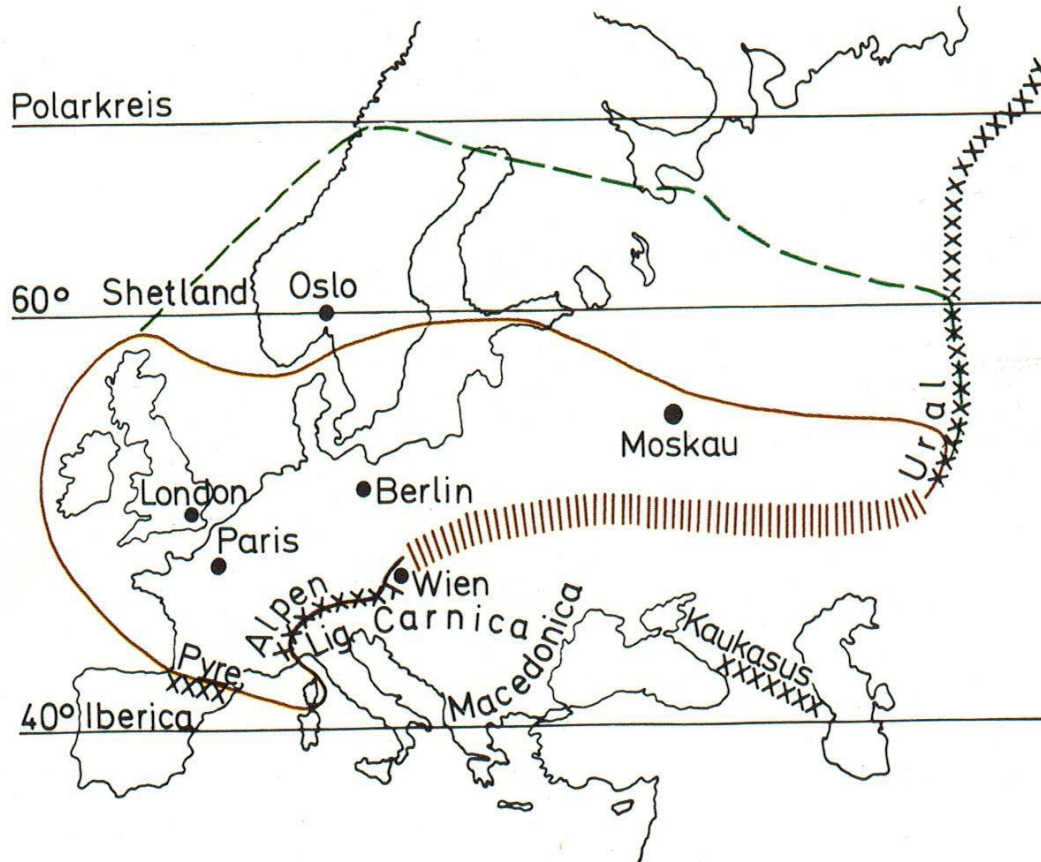 Polarkreis
60° Shetland Oslo
Moskau
Ural
London
Berlin
Paris
Wien
Alpen
Lig. Carnica
Macedonica
Kaukasus
Pyre.
40° Iberica